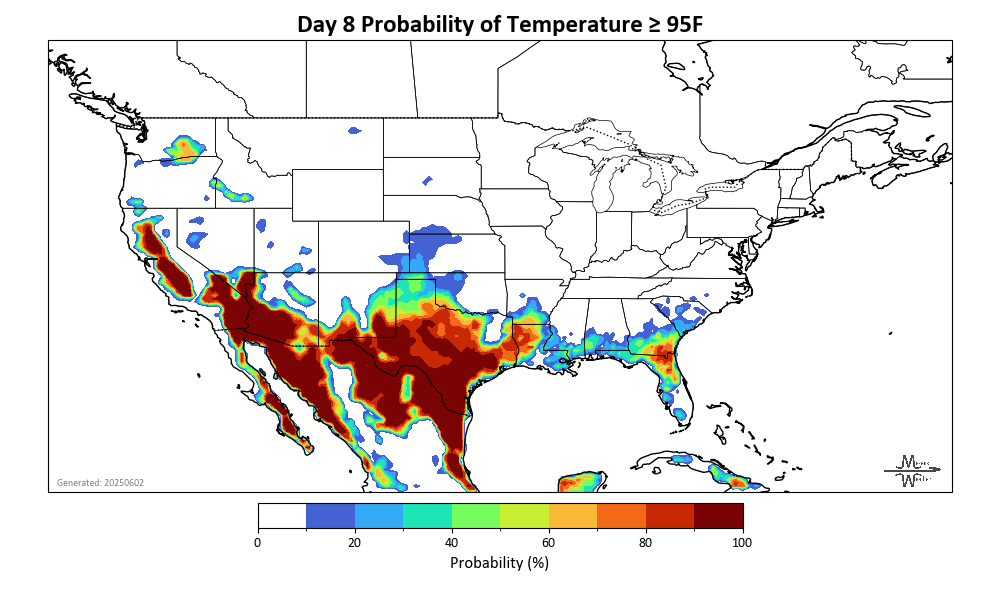 Day 8 Probability of Temperature ≥ 95F
Generated: 20250602
0 20 40 60 80 100
Probability (%)